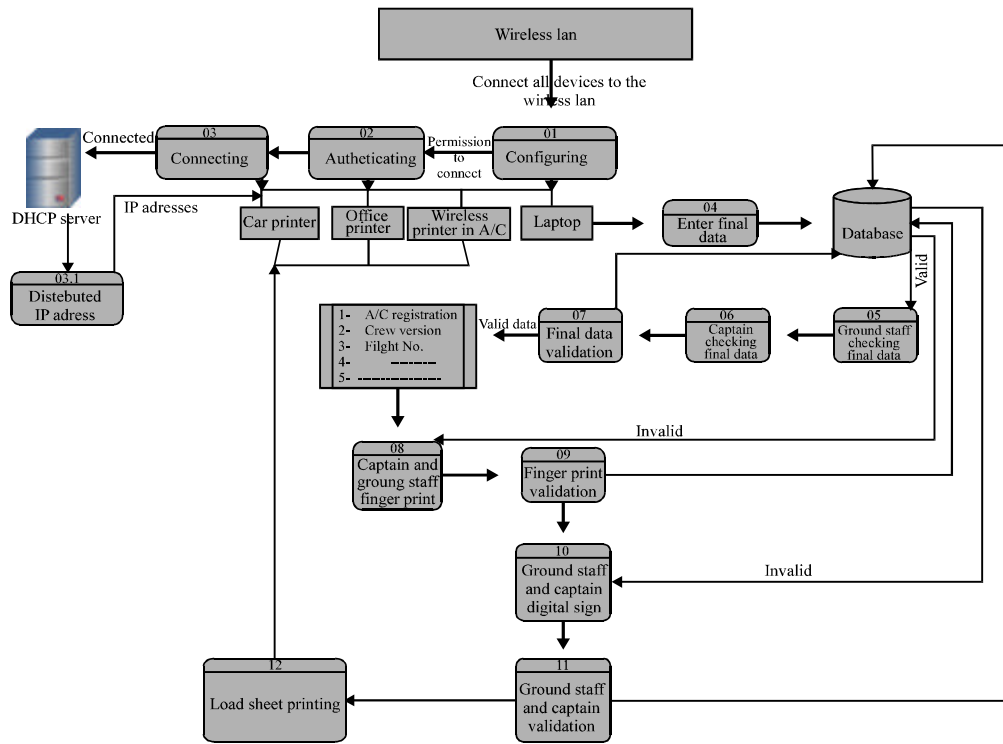 Wireless lan
Connect all devices to the
wireless lan
03
Connecting
02
Autheticating
01
Configuring
Connected
Permission
to
connect
DHCP server
IP adresses
Car printer
Office
printer
Wireless
printer in A/C
Laptop
04
Enter final
data
Database
03.1
Distebuted
IP adress
Valid
1- A/C registration
2- Crew version
3- Filght No.
4- --------
5- ---------------
Valid data
07
Final data
validation
06
Captain
checking
final data
05
Ground staff
checking
final data
Invalid
08
Captain and
groung staff
finger print
09
Finger print
validation
10
Ground staff
and captain
digital sign
Invalid
12
Load sheet printing
11
Ground staff
and captain
validation